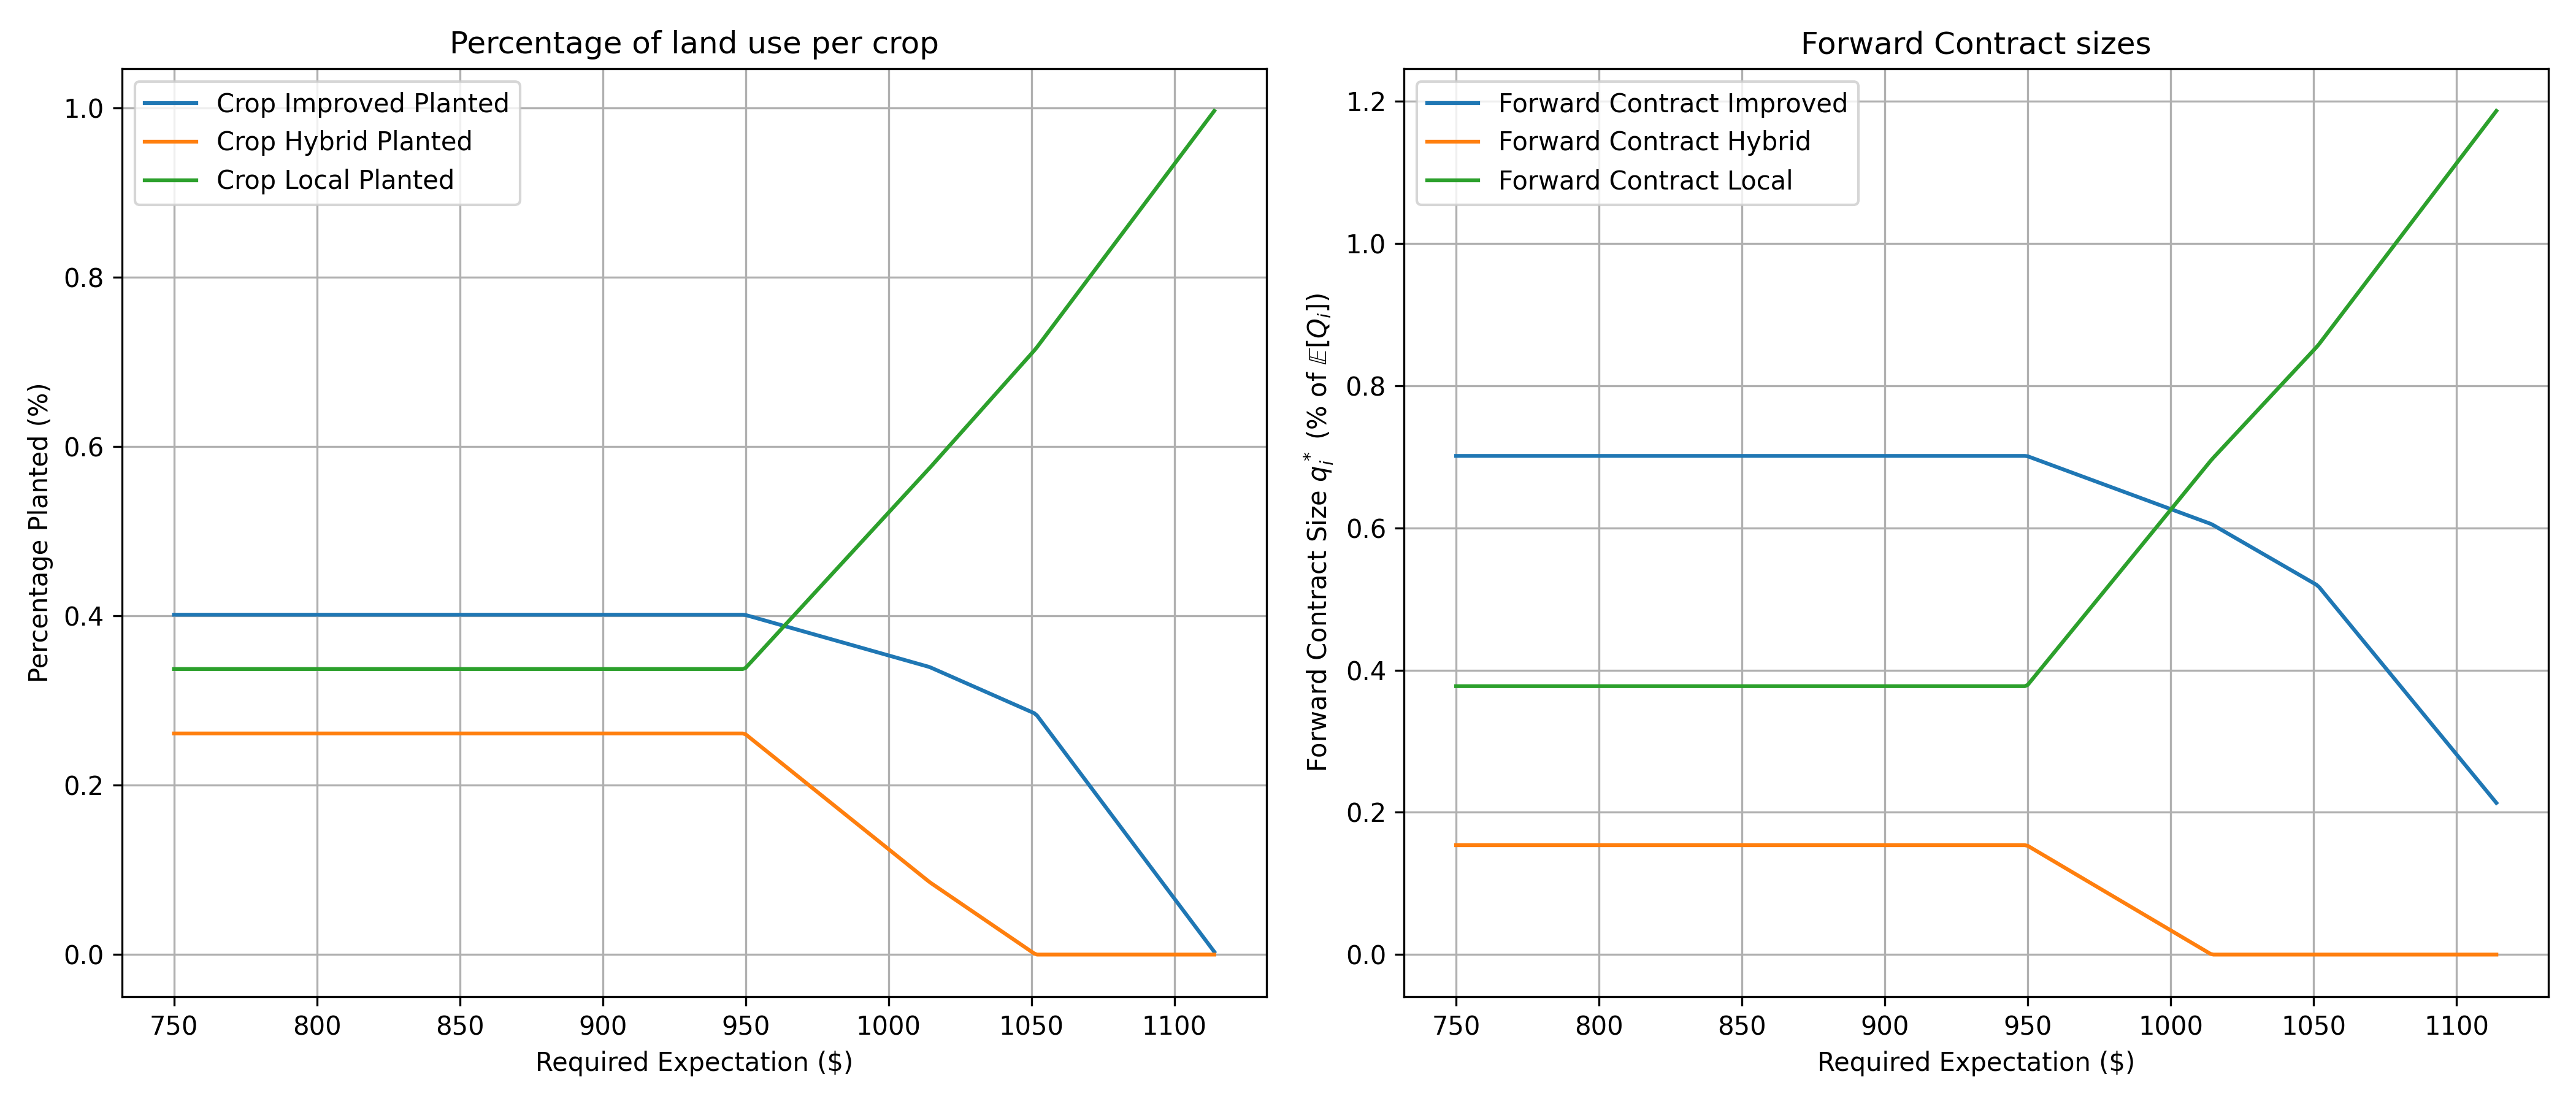 Percentage of land use per crop
Crop Improved Planted
Crop Hybrid Planted
Crop Local Planted
Percentage Planted (%)
1.0
0.8
0.6
0.4
0.2
0.0
750 800 850 900 950 1000 1050 1100
Required Expectation ($)
Forward Contract sizes
Forward Contract Improved
Forward Contract Hybrid
Forward Contract Local
Forward Contract Size $q_i^*$ (% of $\mathbb{E}[Q_i]$)
1.2
1.0
0.8
0.6
0.4
0.2
0.0
750 800 850 900 950 1000 1050 1100
Required Expectation ($)